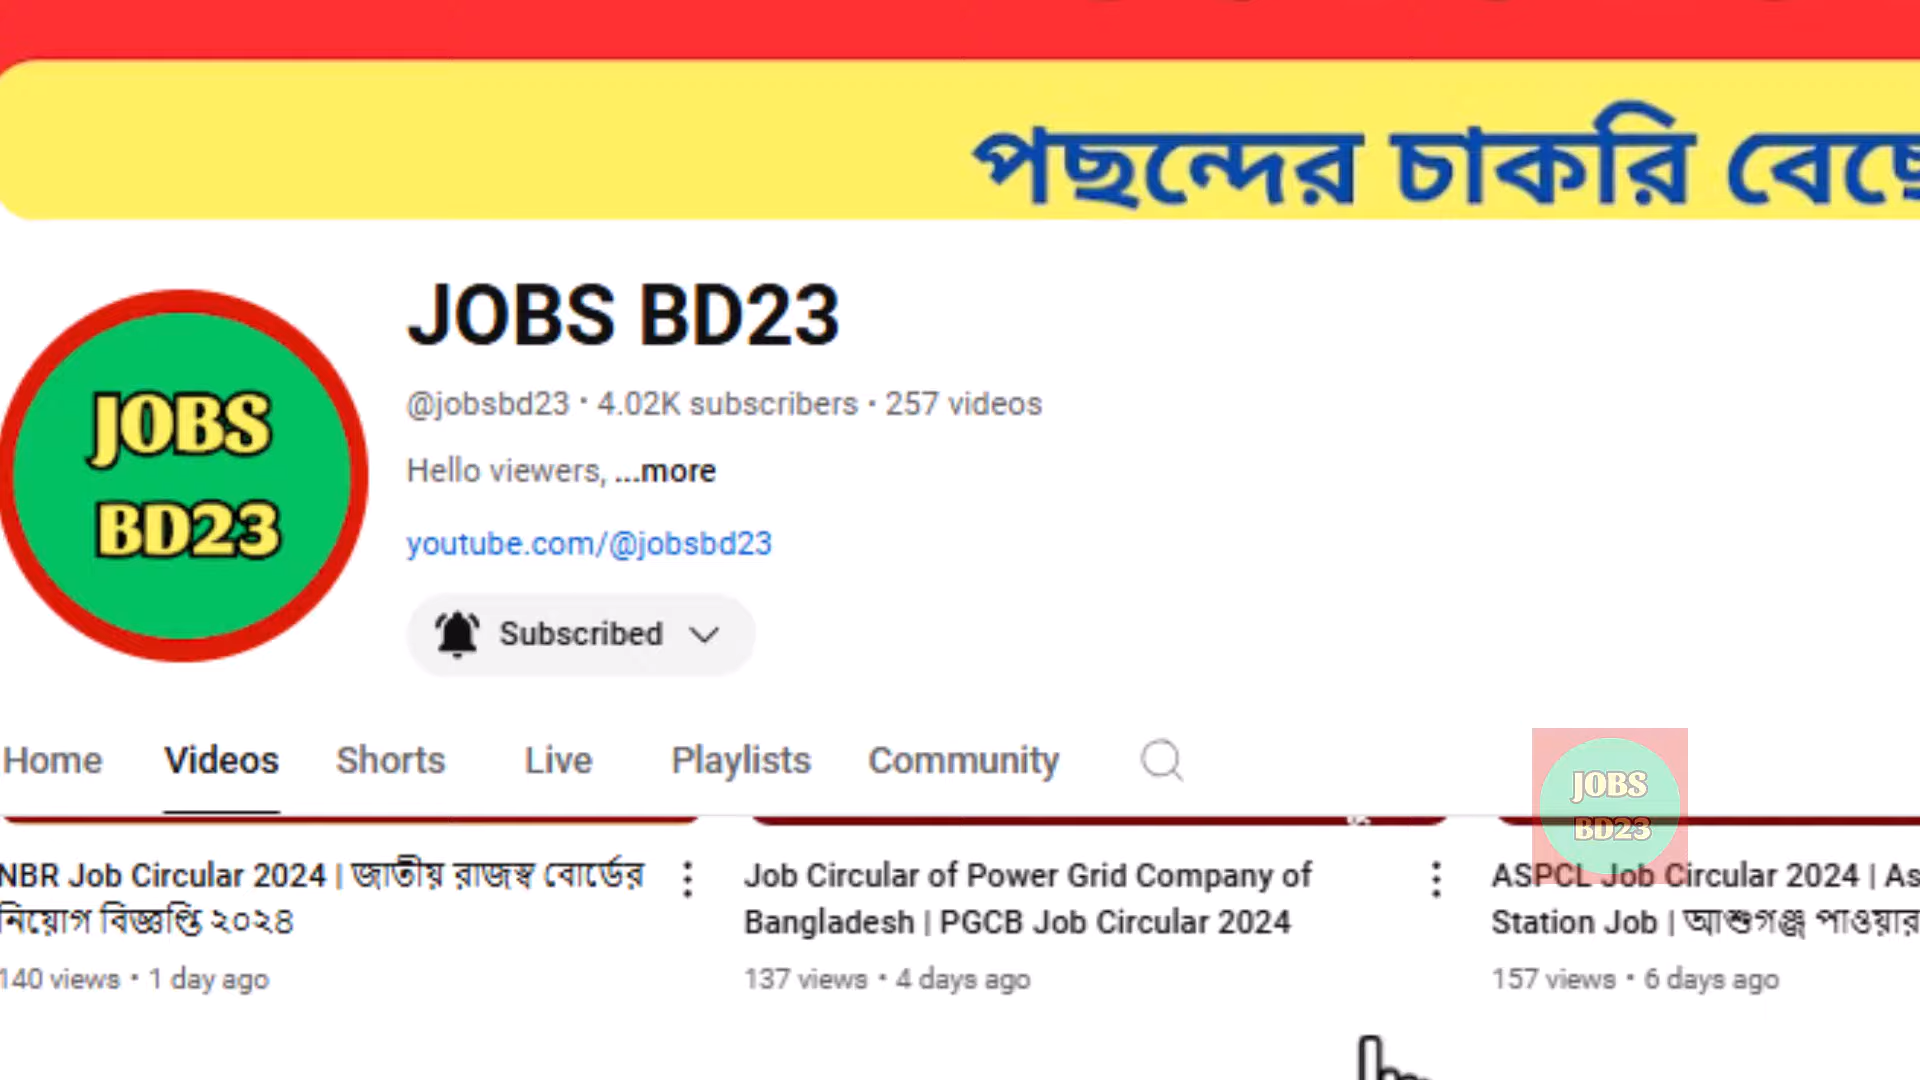 পছন্দের চাকরি
JOBS BD23
JOBS
BD23
@jobsbd23 · 4.02K subscribers · 257 videos
Hello viewers, ...more
youtube.com/@jobsbd23
Subscribed
Home Videos Shorts Live Playlists Community
JOBS
BD23
NBR Job Circular 2024 | জাতীয় রাজস্ব বোর্ডের
নিয়োগ বিজ্ঞপ্তি ২০২৪
140 views · 1 day ago
Job Circular of Power Grid Company of
Bangladesh | PGCB Job Circular 2024
137 views · 4 days ago
ASPCL Job Circular 2024 |
Station Job | আশুগঞ্জ পাওয়ার
157 views · 6 days ago